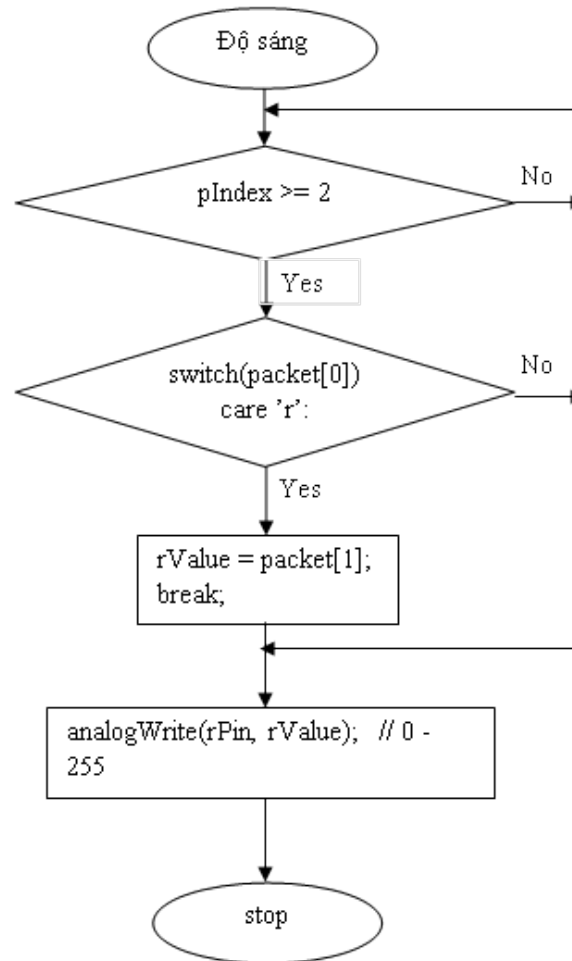 Độ sáng
pIndex >= 2
No
Yes
switch(packet[0])
care ’r’:
No
Yes
rValue = packet[1];
break;
analogWrite(rPin, rValue); // 0 -
255
stop